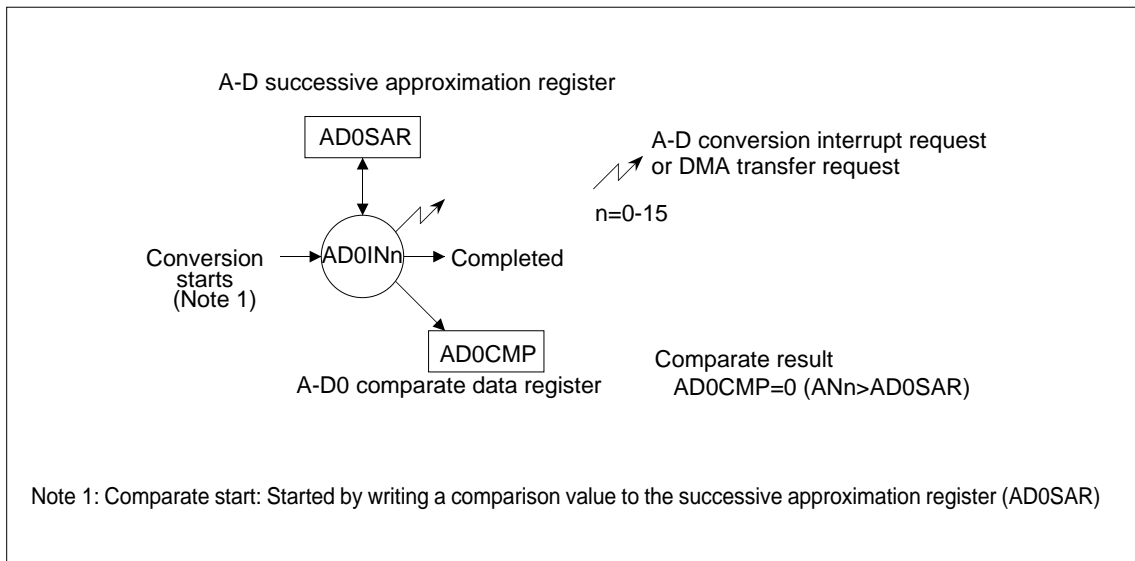 A-D successive approximation register
AD0SAR
A-D conversion interrupt request
or DMA transfer request
n=0-15
Conversion
starts
(Note 1)
AD0INn
Completed
AD0CMP
A-D0 comparate data register
Comparate result
AD0CMP=0 (ANn>AD0SAR)
Note 1: Comparate start: Started by writing a comparison value to the successive approximation register (AD0SAR)